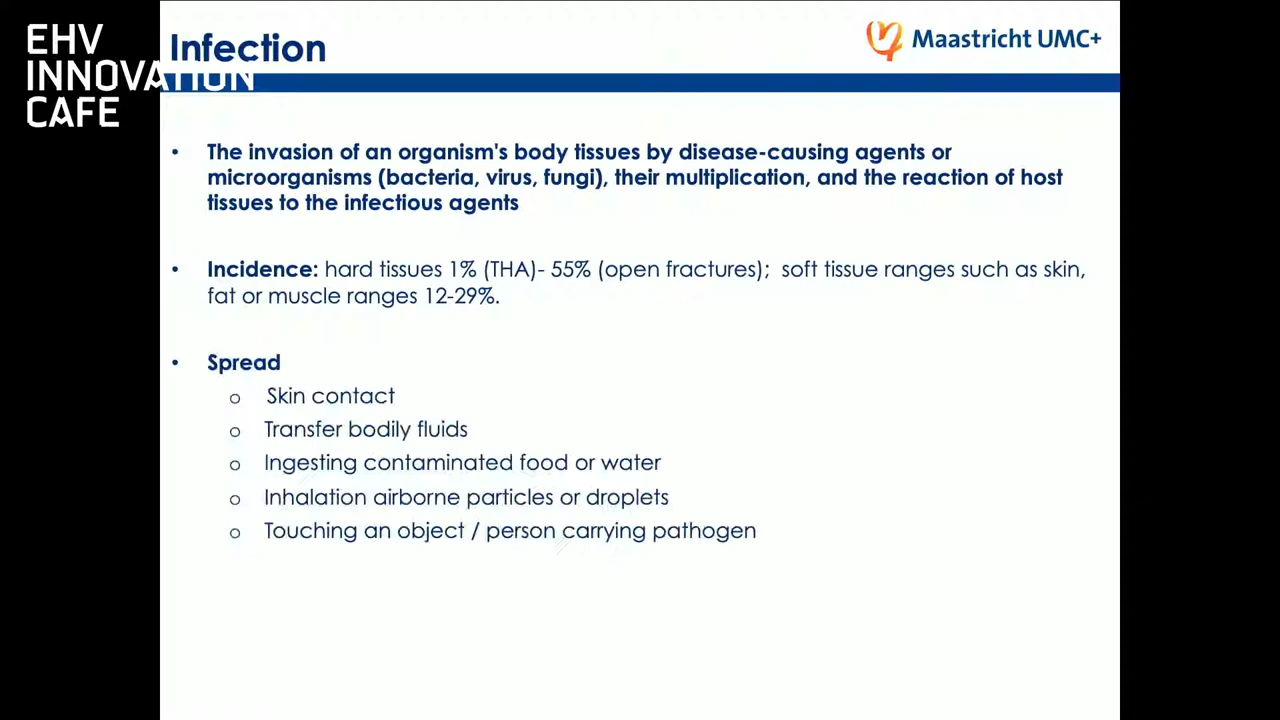 EHV
INNOVATION
CAFE
Infection
Maastricht UMC+
• The invasion of an organism's body tissues by disease-causing agents or
microorganisms (bacteria, virus, fungi), their multiplication, and the reaction of host
tissues to the infectious agents
• Incidence: hard tissues 1% (THA)- 55% (open fractures); soft tissue ranges such as skin,
fat or muscle ranges 12-29%.
• Spread
o Skin contact
o Transfer bodily fluids
o Ingesting contaminated food or water
o Inhalation airborne particles or droplets
o Touching an object / person carrying pathogen